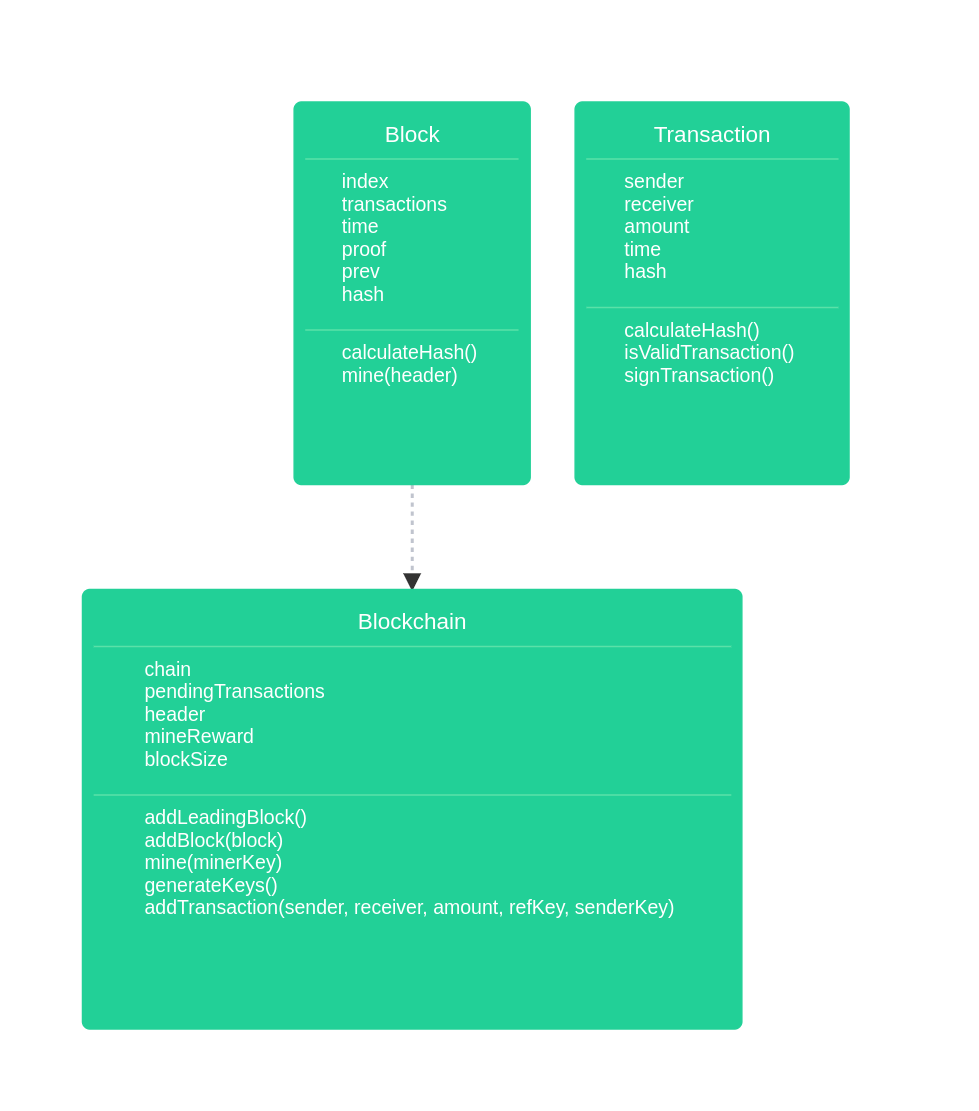 Block
index
transactions
time
proof
prev
hash
calculateHash()
mine(header)
Transaction
sender
receiver
amount
time
hash
calculateHash()
isValidTransaction()
signTransaction()
Blockchain
chain
pendingTransactions
header
mineReward
blockSize
addLeadingBlock()
addBlock(block)
mine(minerKey)
generateKeys()
addTransaction(sender, receiver, amount, refKey, senderKey)